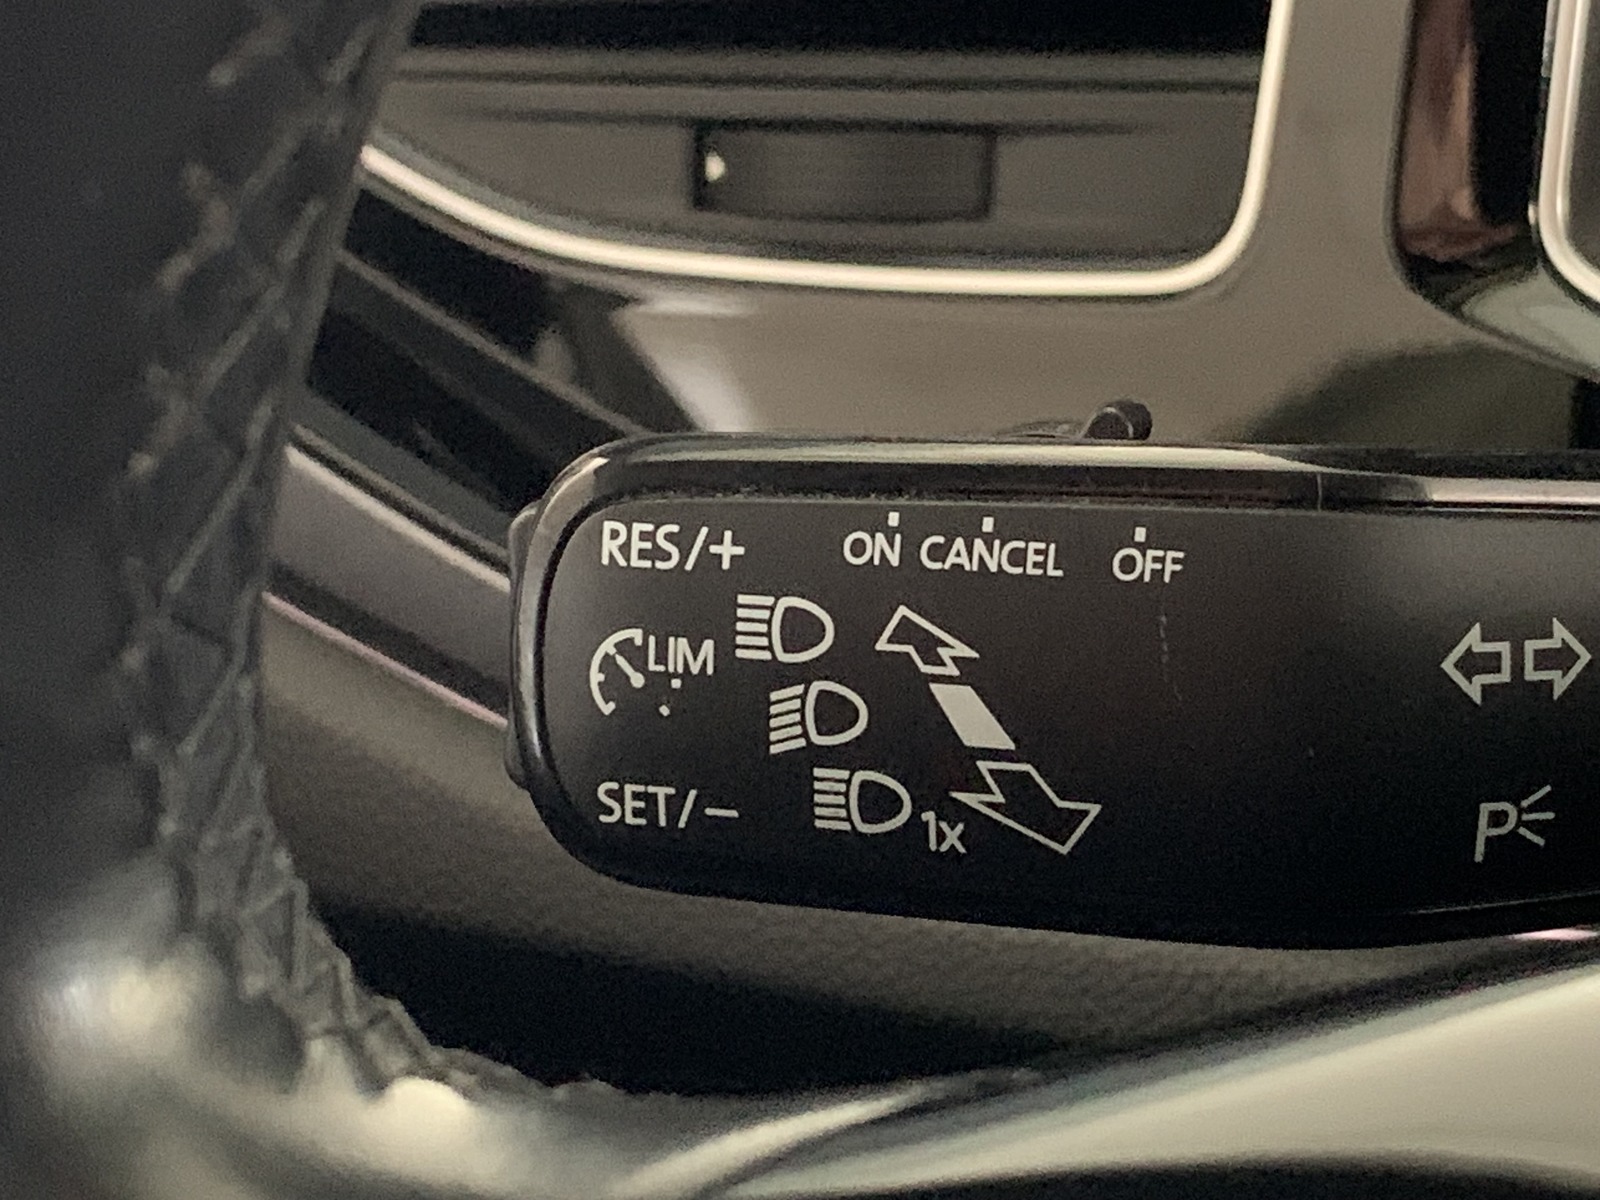 RES/+ ON CANCEL OFF
LIM
SET/- 1x
P